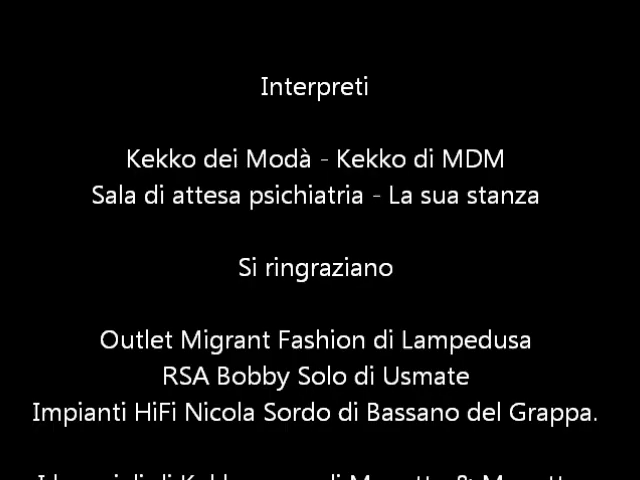 Interpreti
Kekko dei Modà - Kekko di MDM
Sala di attesa psichiatria - La sua stanza
Si ringraziano
Outlet Migrant Fashion di Lampedusa
RSA Bobby Solo di Usmate
Impianti HiFi Nicola Sordo di Bassano del Grappa.